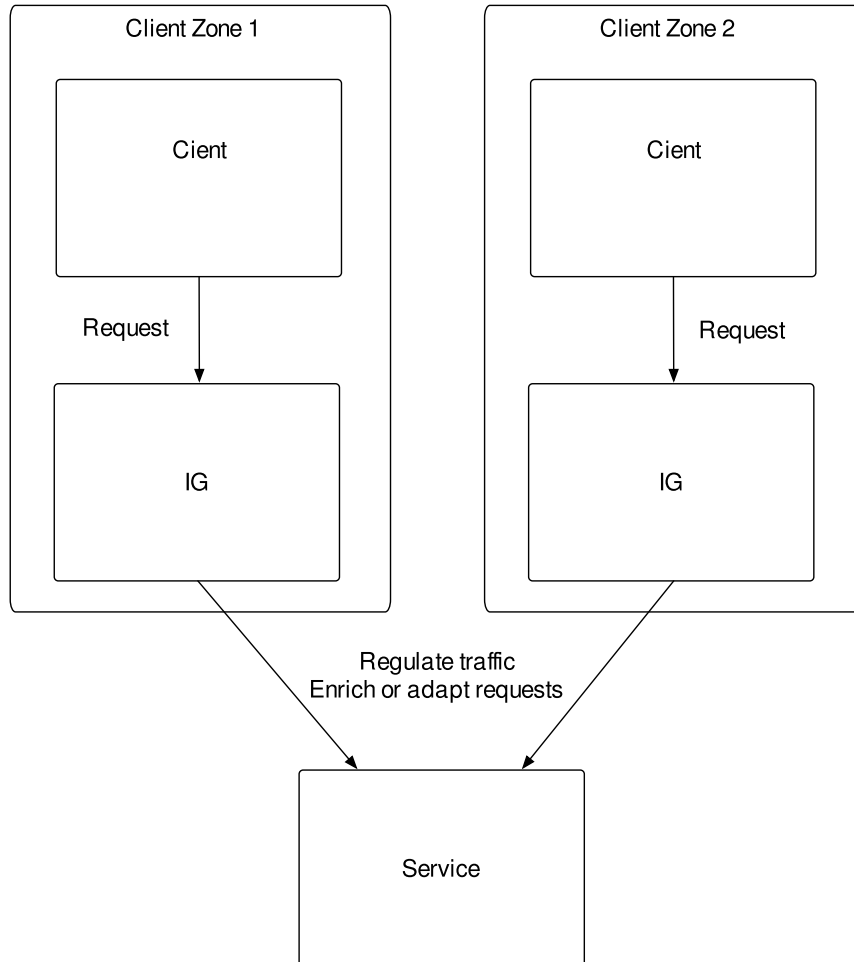 Client Zone 1
Client Zone 2
Cient
Cient
Request
Request
IG
IG
Regulate traffic
Enrich or adapt requests
Service